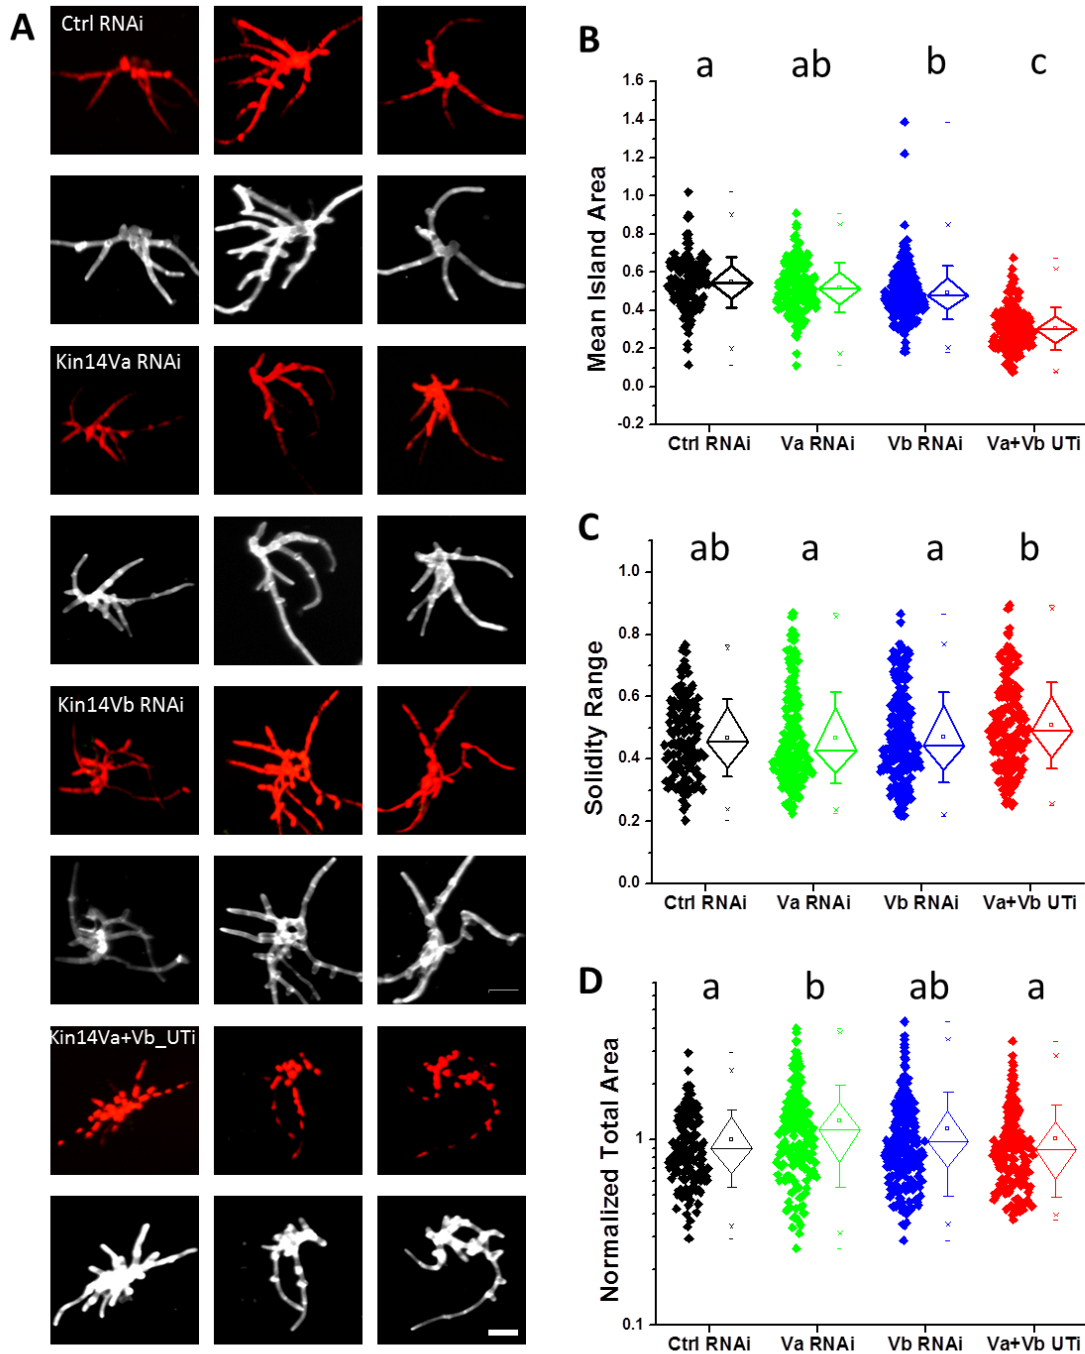 A
Ctrl RNAi
Kin14Va RNAi
Kin14Vb RNAi
Kin14Va+Vb_UTi
B
a ab b c
Mean Island Area
1.6
1.4
1.2
1.0
0.8
0.6
0.4
0.2
0.0
-0.2
Ctrl RNAi Va RNAi Vb RNAi Va+Vb UTi
C
ab a a b
Solidity Range
1.0
0.8
0.6
0.4
0.2
0.0
Ctrl RNAi Va RNAi Vb RNAi Va+Vb UTi
D
a b ab a
Normalized Total Area
1
0.1
Ctrl RNAi Va RNAi Vb RNAi Va+Vb UTi